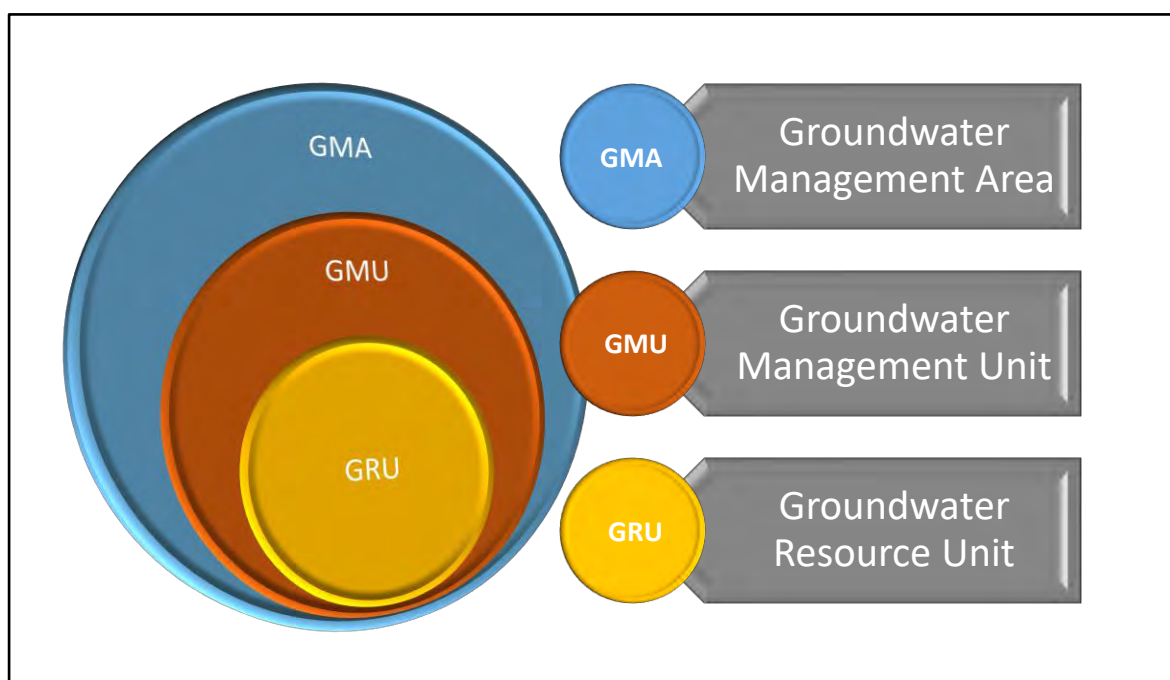 GMA
GMU
GRU
GMA
Groundwater
Management Area
GMU
Groundwater
Management Unit
GRU
Groundwater
Resource Unit